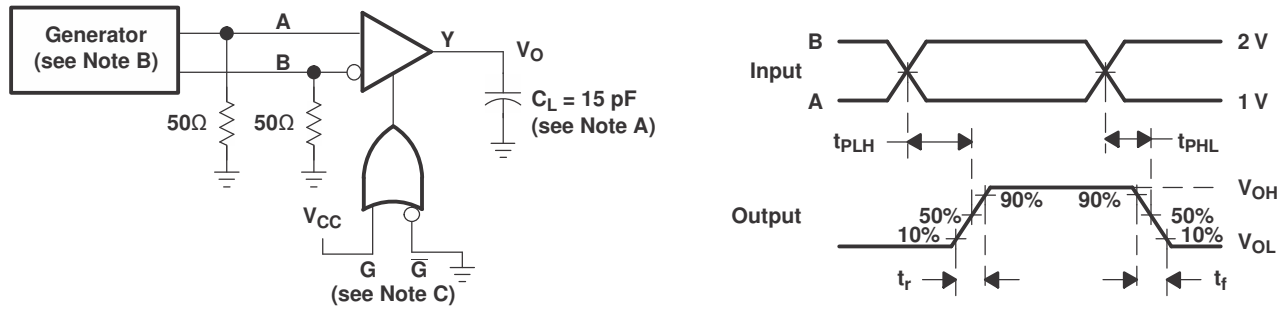 Generator
(see Note B)
A
B
50Ω
50Ω
Y
VO
CL = 15 pF
(see Note A)
VCC
G
G̅
(see Note C)
B
Input
A
2 V
1 V
tPLH
tPHL
Output
10%
50%
90%
90%
50%
10%
VOH
VOL
tr
tf